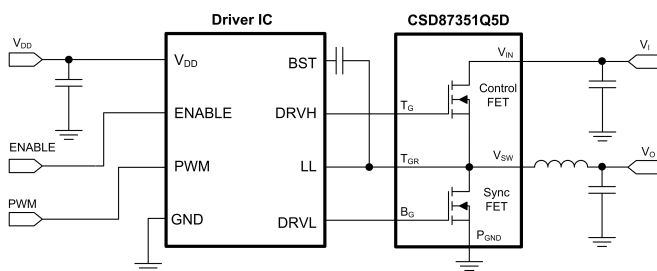 Driver IC
CSD87351Q5D
VDD
VDD
BST
VIN
VI
Control
FET
ENABLE
DRVH
TG
ENABLE
PWM
LL
TGR
VSW
VO
PWM
Sync
FET
GND
DRVL
BG
PGND